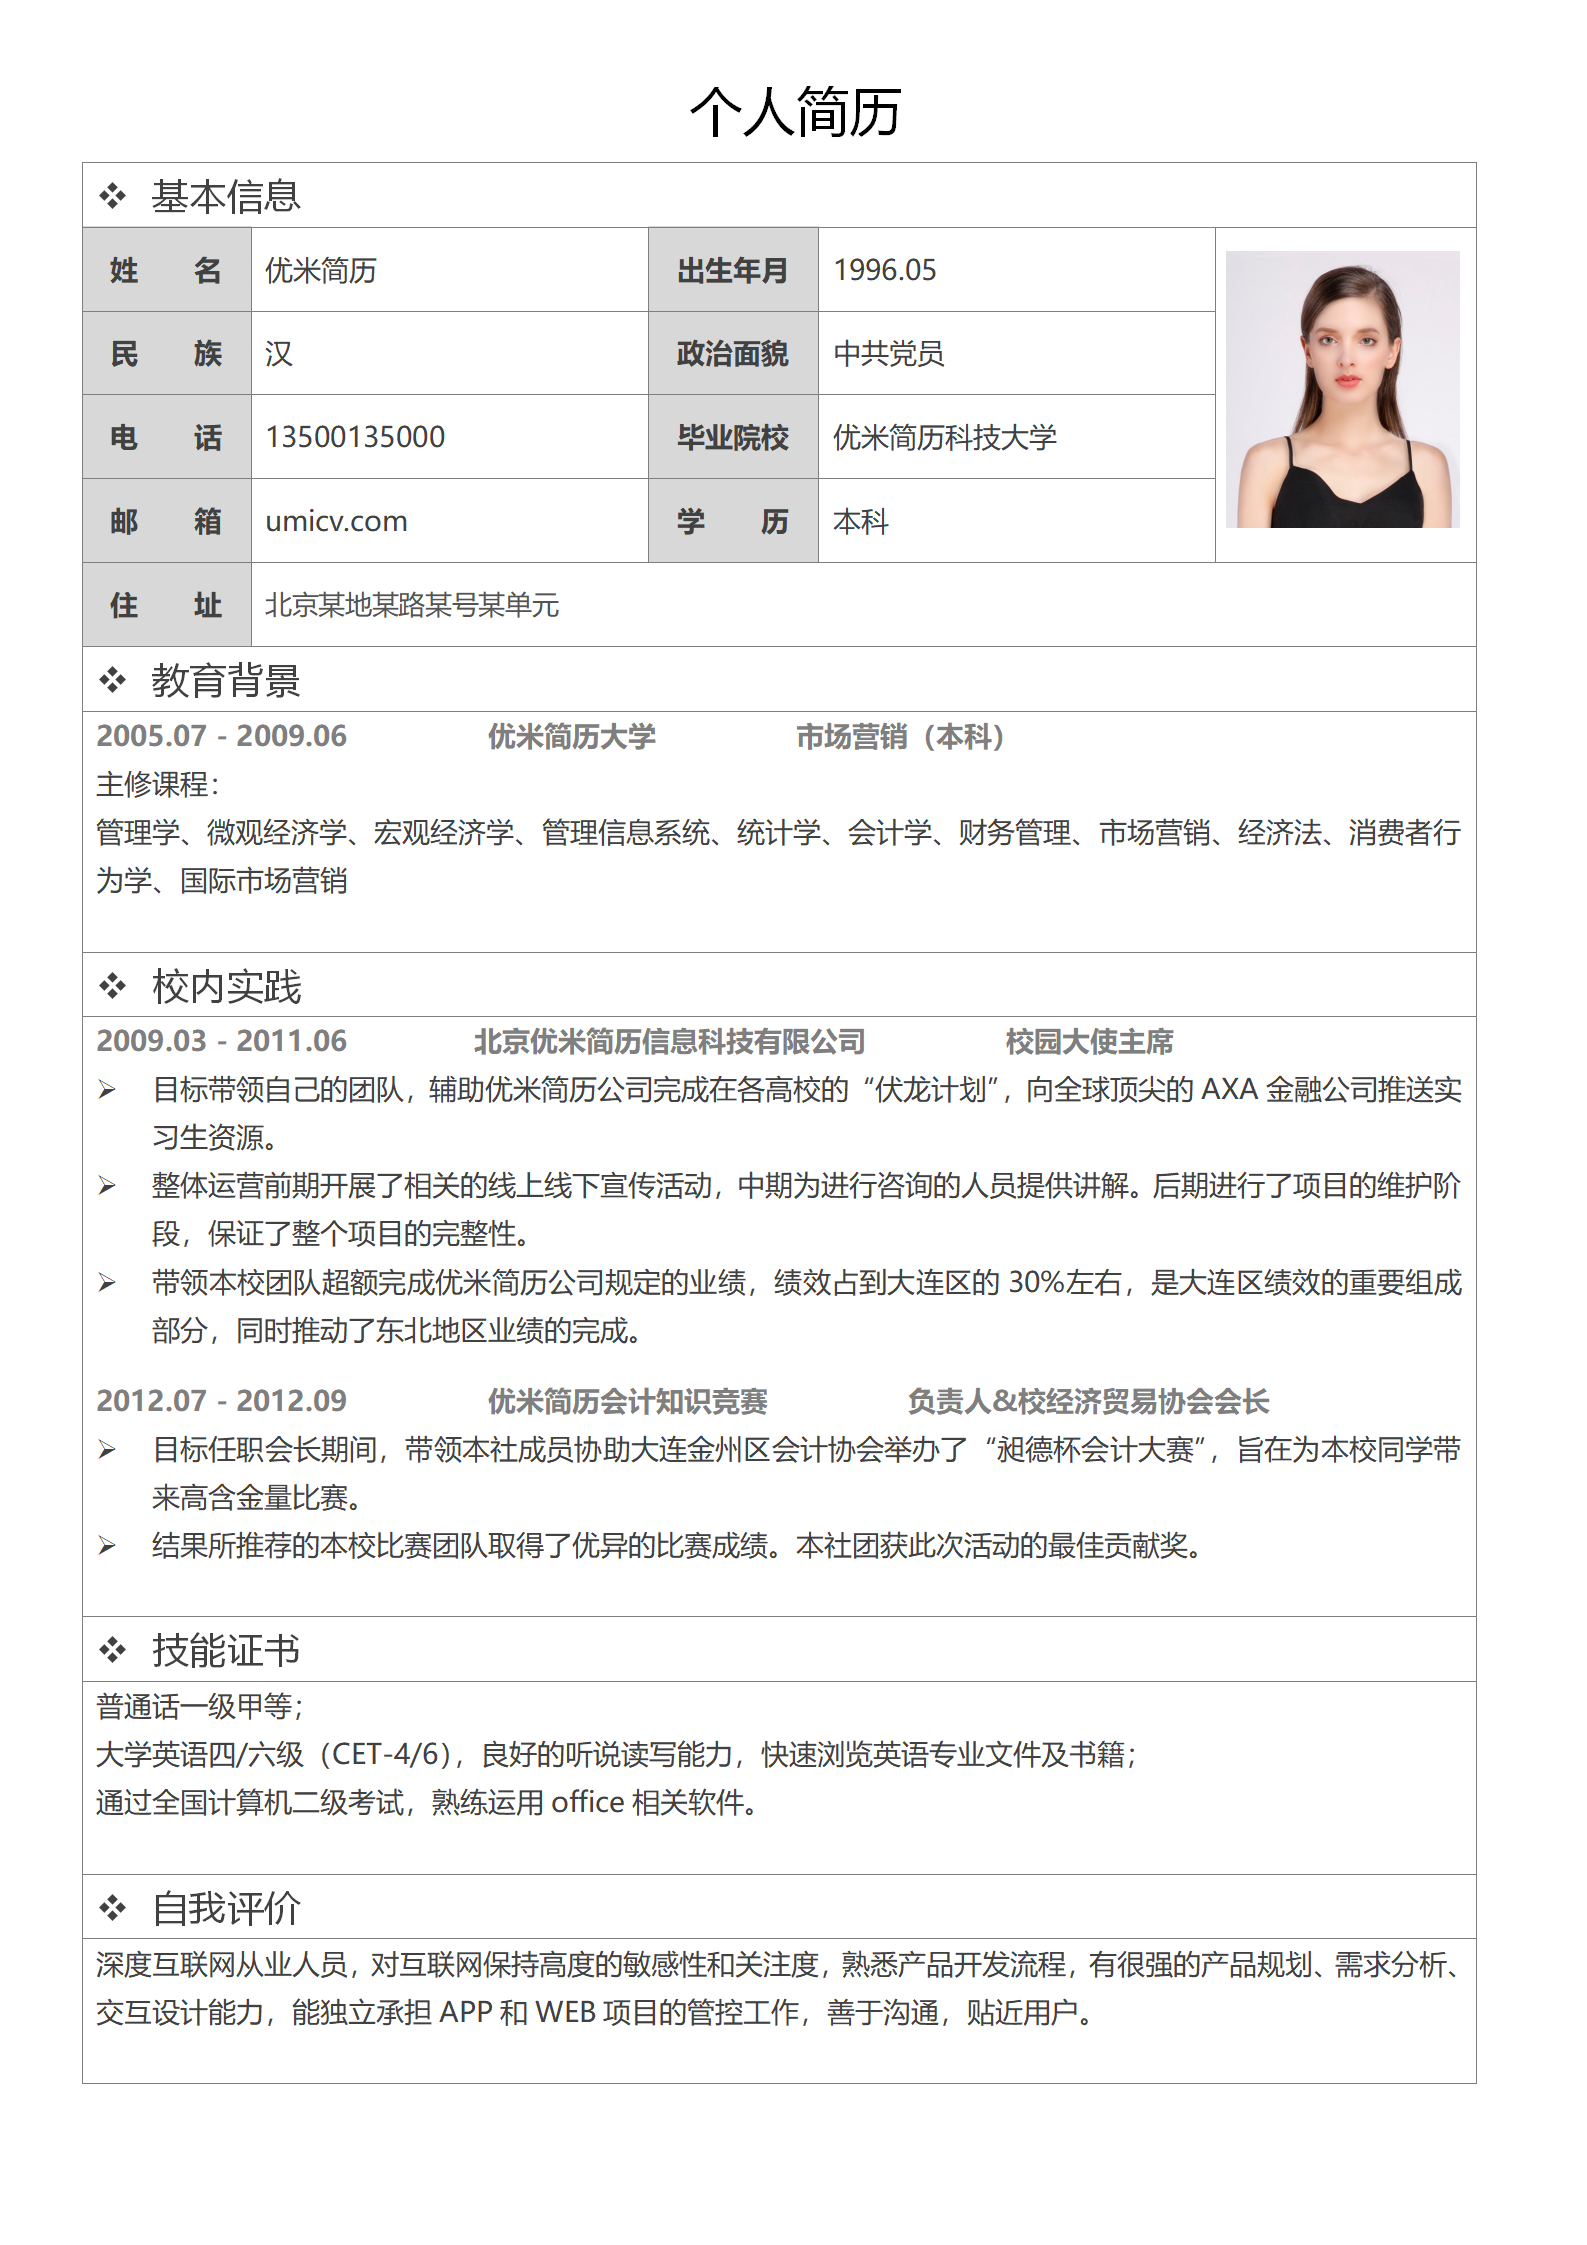 个人简历
❖ 基本信息
姓 名 优米简历 出生年月 1996.05
民 族 汉 政治面貌 中共党员
电 话 13500135000 毕业院校 优米简历科技大学
邮 箱 umicv.com 学 历 本科
住 址 北京某地某路某号某单元
❖ 教育背景
2005.07 - 2009.06 优米简历大学 市场营销（本科）
主修课程：
管理学、微观经济学、宏观经济学、管理信息系统、统计学、会计学、财务管理、市场营销、经济法、消费者行
为学、国际市场营销
❖ 校内实践
2009.03 - 2011.06 北京优米简历信息科技有限公司 校园大使主席
➢ 目标带领自己的团队，辅助优米简历公司完成在各高校的“伏龙计划”，向全球顶尖的 AXA 金融公司推送实
习生资源。
➢ 整体运营前期开展了相关的线上线下宣传活动，中期为进行咨询的人员提供讲解。后期进行了项目的维护阶
段，保证了整个项目的完整性。
➢ 带领本校团队超额完成优米简历公司规定的业绩，绩效占到大连区的 30%左右，是大连区绩效的重要组成
部分，同时推动了东北地区业绩的完成。
2012.07 - 2012.09 优米简历会计知识竞赛 负责人&校经济贸易协会会长
➢ 目标任职会长期间，带领本社成员协助大连金州区会计协会举办了“昶德杯会计大赛”，旨在为本校同学带
来高含金量比赛。
➢ 结果所推荐的本校比赛团队取得了优异的比赛成绩。本社团获此次活动的最佳贡献奖。
❖ 技能证书
普通话一级甲等；
大学英语四/六级（CET-4/6），良好的听说读写能力，快速浏览英语专业文件及书籍；
通过全国计算机二级考试，熟练运用 office 相关软件。
❖ 自我评价
深度互联网从业人员，对互联网保持高度的敏感性和关注度，熟悉产品开发流程，有很强的产品规划、需求分析、
交互设计能力，能独立承担 APP 和 WEB 项目的管控工作，善于沟通，贴近用户。